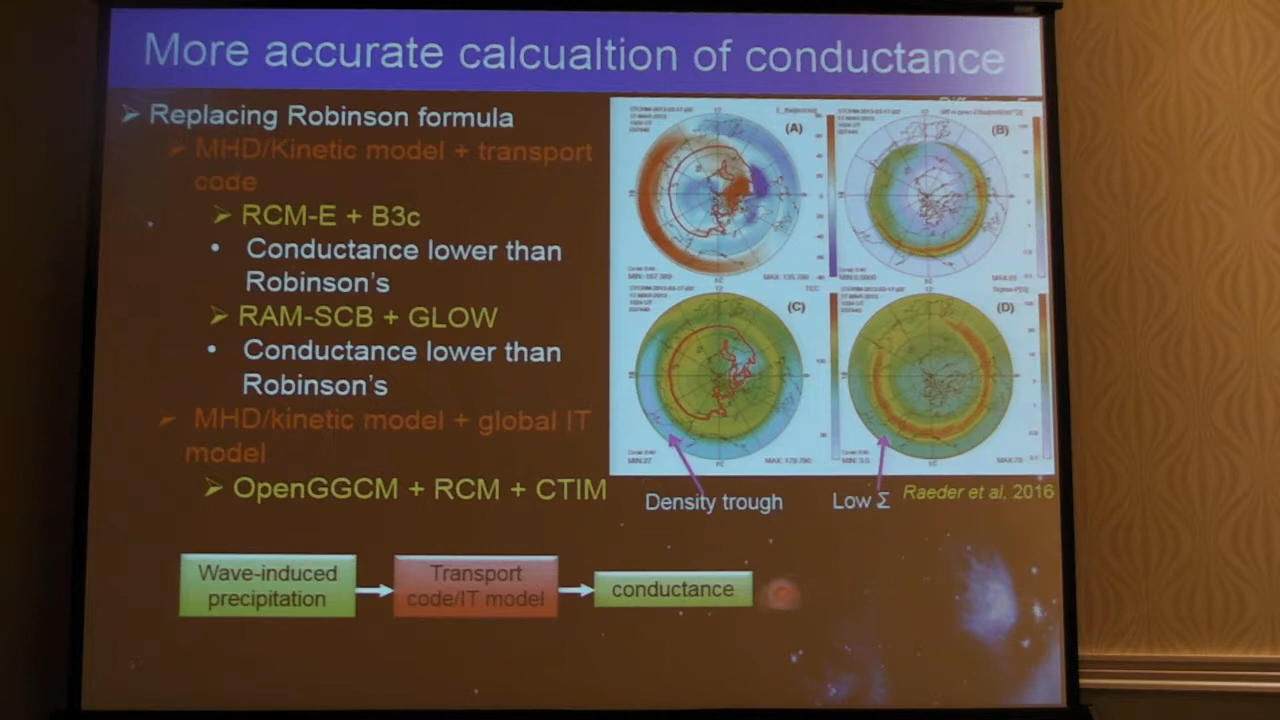 More accurate calcualtion of conductance
➢ Replacing Robinson formula
➢ MHD/Kinetic model + transport
code
➢ RCM-E + B3c
• Conductance lower than
Robinson's
➢ RAM-SCB + GLOW
• Conductance lower than
Robinson's
➢ MHD/kinetic model + global IT
model
➢ OpenGGCM + RCM + CTIM
(A)
(B)
TEC
(C)
(D)
Density trough
Low Σ
Raeder et al, 2016
Wave-induced
precipitation
Transport
code/IT model
conductance